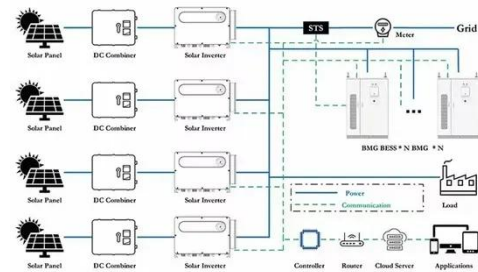 STS
Grid
Meter
Solar Panel
DC Combiner
Solar Inverter
Solar Panel
DC Combiner
Solar Inverter
BMG BESS * N BMG * N
Solar Panel
DC Combiner
Solar Inverter
Power
Communication
Load
Solar Panel
DC Combiner
Solar Inverter
Controller
Router
Cloud Server
Applications